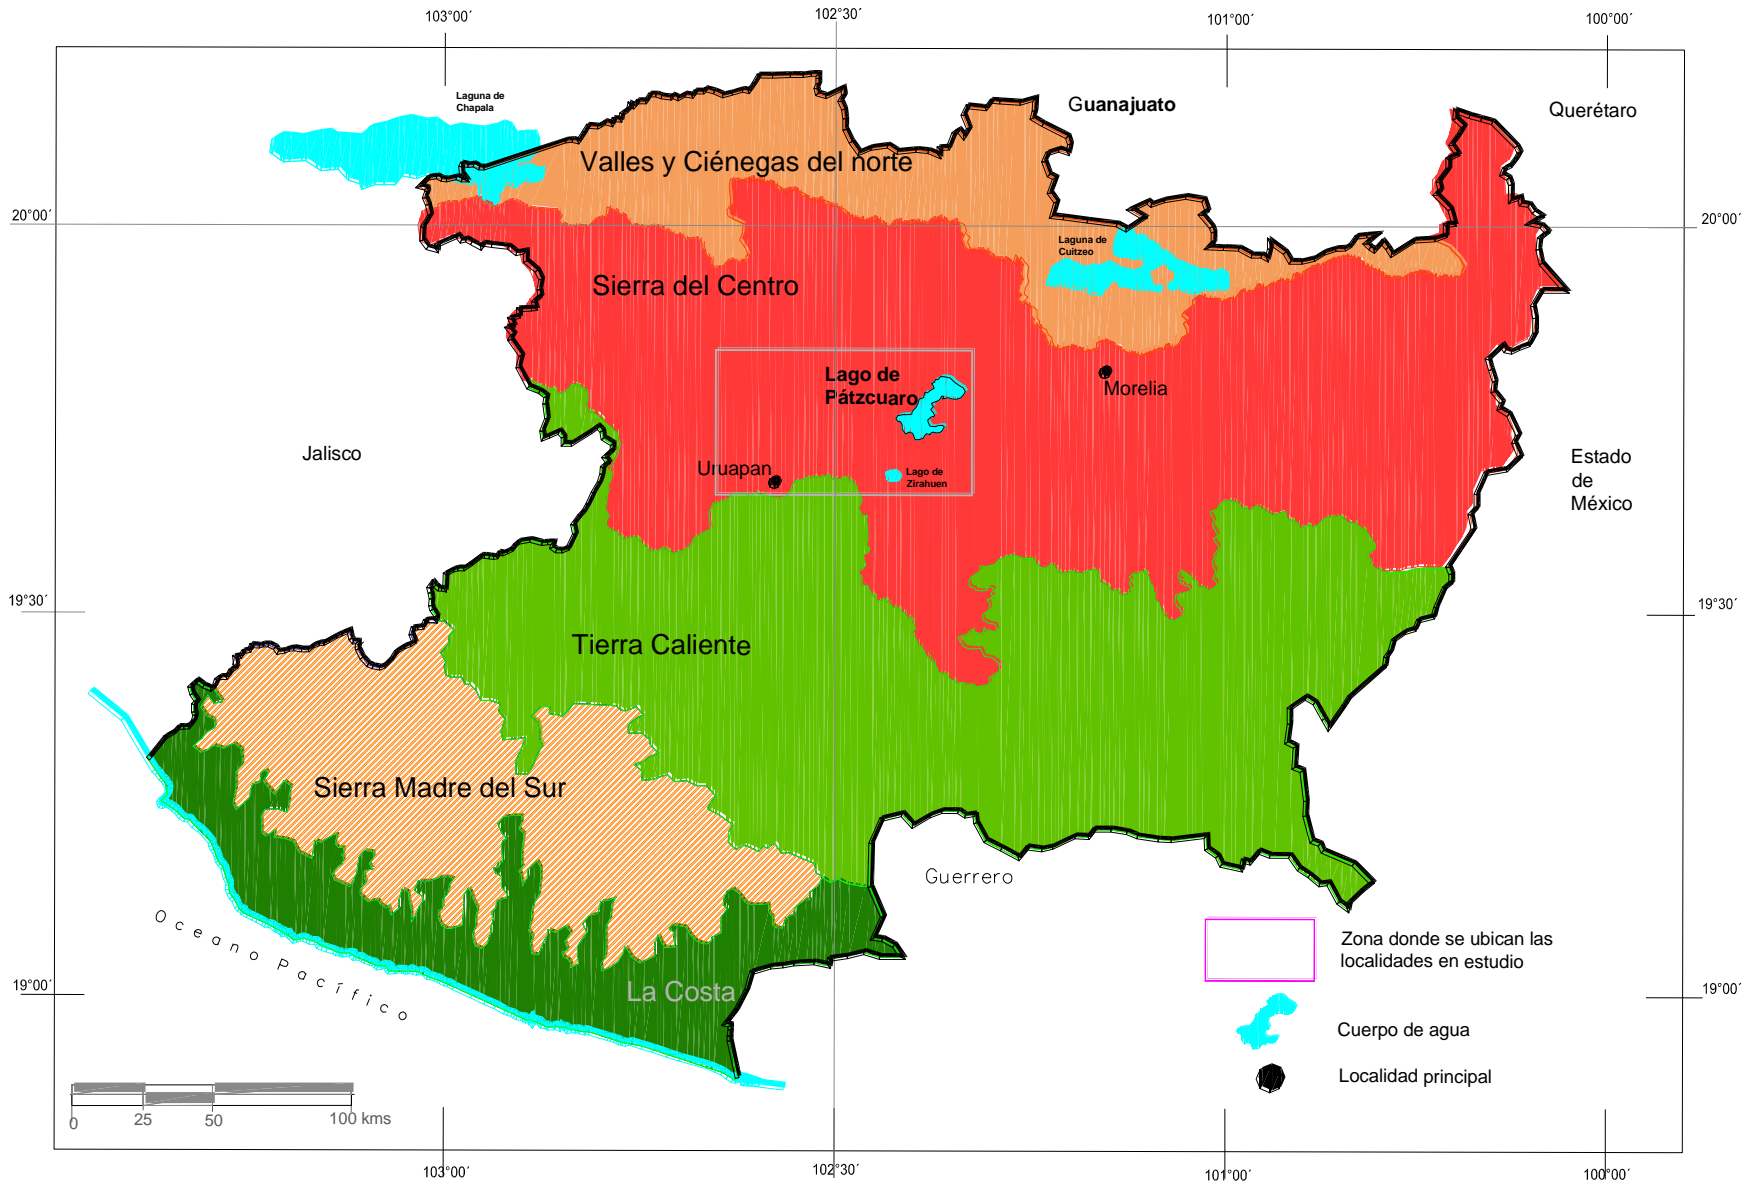 103°00´
102°30´
101°00´
100°00´
Laguna de
Chapala
Guanajuato
Querétaro
Valles y Ciénegas del norte
20°00´
20°00´
Laguna de
Cuitzeo
Sierra del Centro
Lago de
Pátzcuaro
Morelia
Jalisco
Uruapan
Lago de
Zirahuen
Estado
de
México
19°30´
19°30´
Tierra Caliente
Sierra Madre del Sur
Guerrero
Oceano Pacífico
Zona donde se ubican las
localidades en estudio
19°00´
19°00´
La Costa
Cuerpo de agua
Localidad principal
0 25 50 100 kms
103°00´
102°30´
101°00´
100°00´